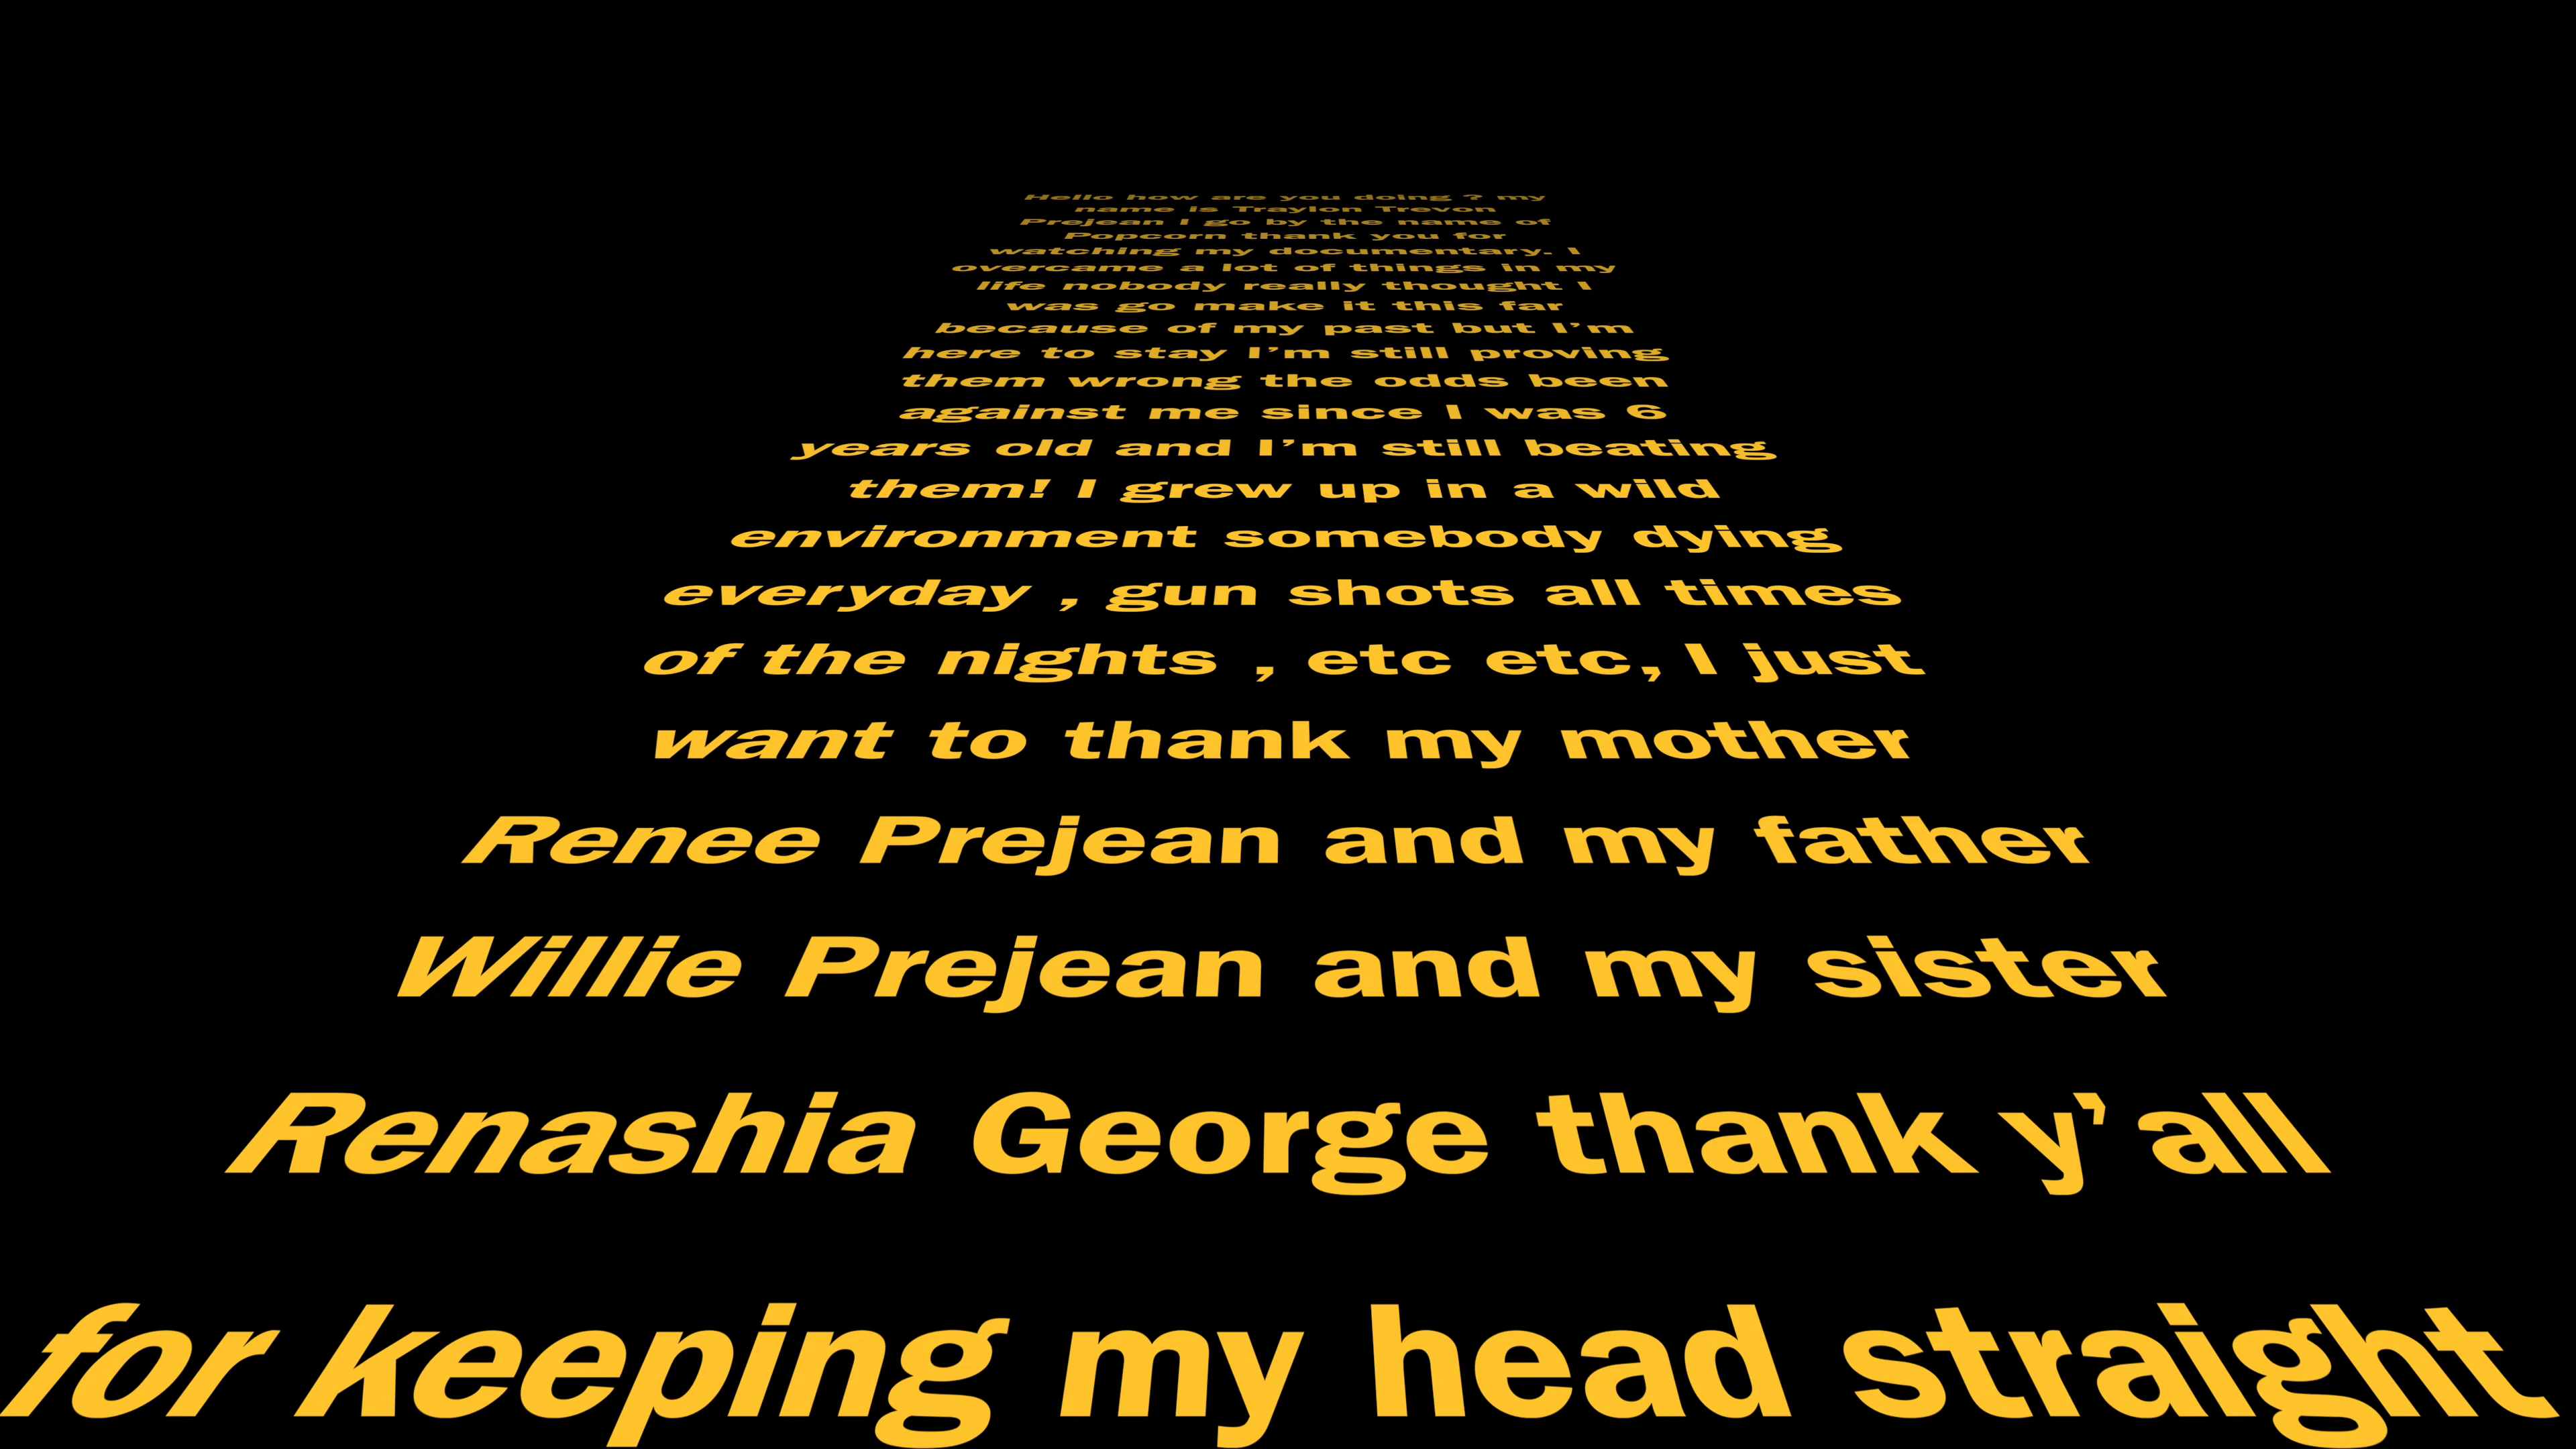 Hello how are you doing ? my
name is Traylon Trevon
Prejean I go by the name of
Popcorn thank you for
watching my documentary. I
overcame a lot of things in my
life nobody really thought I
was go make it this far
because of my past but I’m
here to stay I’m still proving
them wrong the odds been
against me since I was 6
years old and I’m still beating
them! I grew up in a wild
environment somebody dying
everyday , gun shots all times
of the nights , etc etc, I just
want to thank my mother
Renee Prejean and my father
Willie Prejean and my sister
Renashia George thank y’all
for keeping my head straight